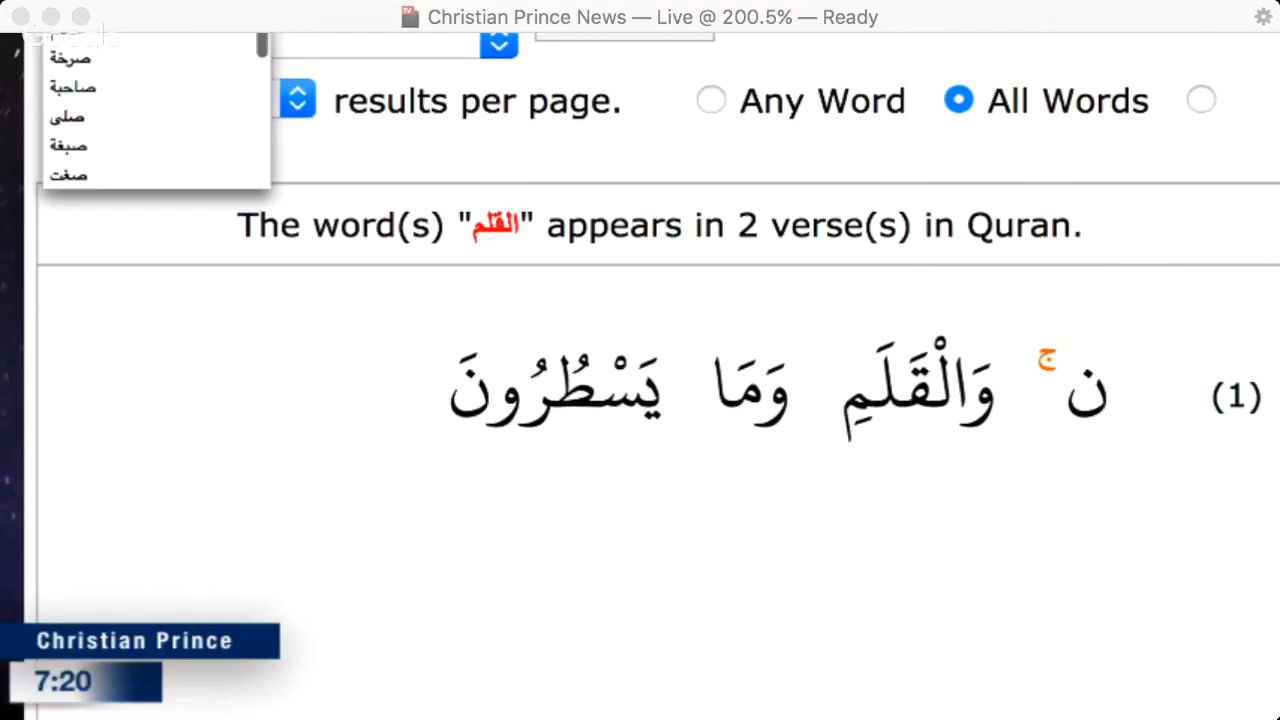 Christian Prince News — Live @ 200.5% — Ready
صرخة
صاحبة
صلى
صبغة
صغت
results per page.
Any Word
All Words
The word(s) "القلم" appears in 2 verse(s) in Quran.
(1) ن ۚ وَالْقَلَمِ وَمَا يَسْطُرُونَ
Christian Prince
7:20